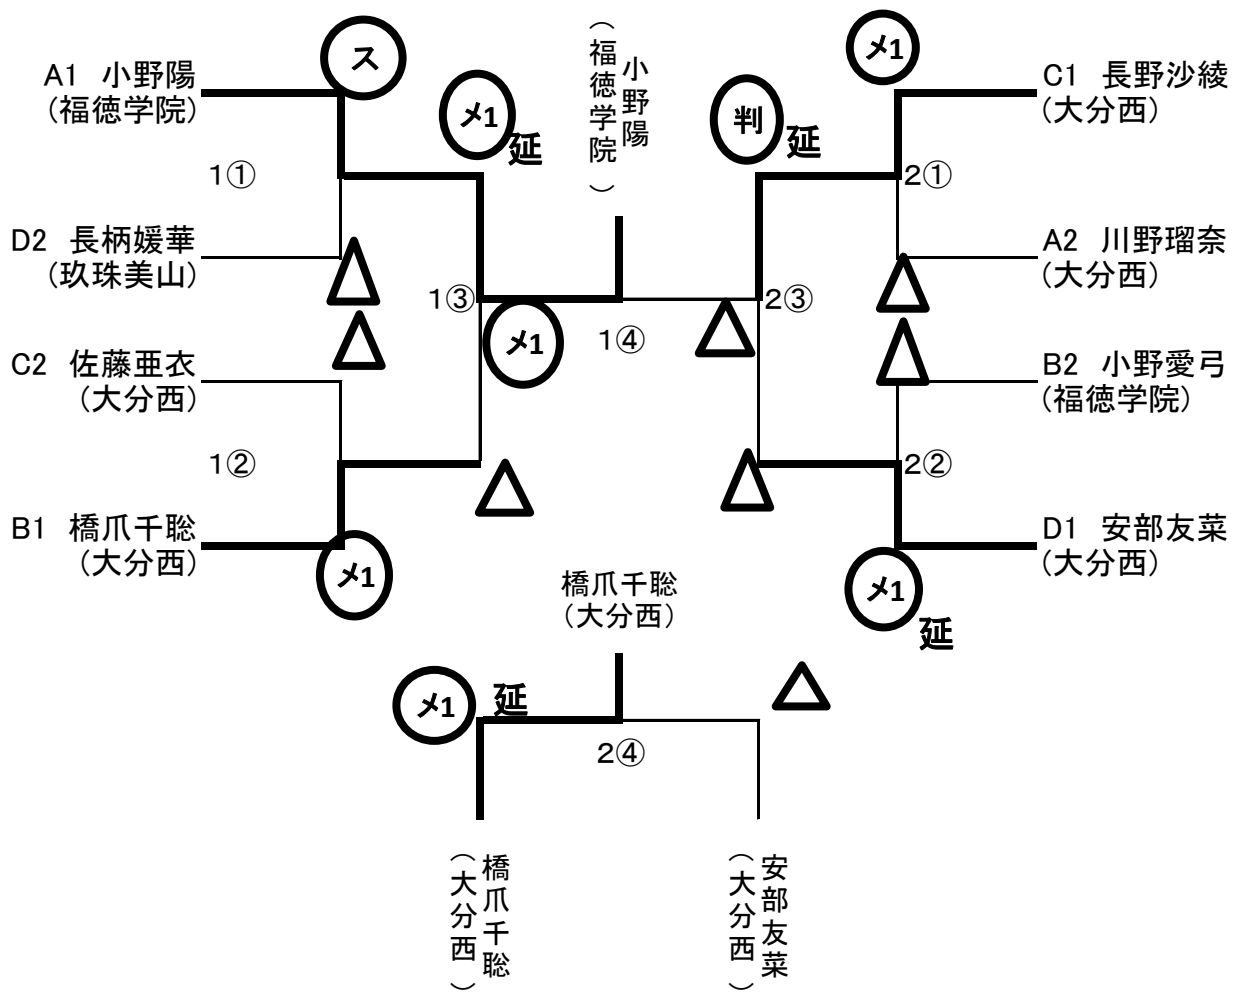 A1 小野陽
(福徳学院)
ス
メ1
延
小野陽
(福徳学院)
判
延
メ1
C1 長野沙綾
(大分西)
1①
2①
D2 長柄媛華
(玖珠美山)
A2 川野瑠奈
(大分西)
1③
メ1
1④
2③
C2 佐藤亜衣
(大分西)
B2 小野愛弓
(福徳学院)
1②
2②
B1 橋爪千聡
(大分西)
メ1
D1 安部友菜
(大分西)
メ1
延
橋爪千聡
(大分西)
メ1
延
2④
橋爪千聡
(大分西)
安部友菜
(大分西)